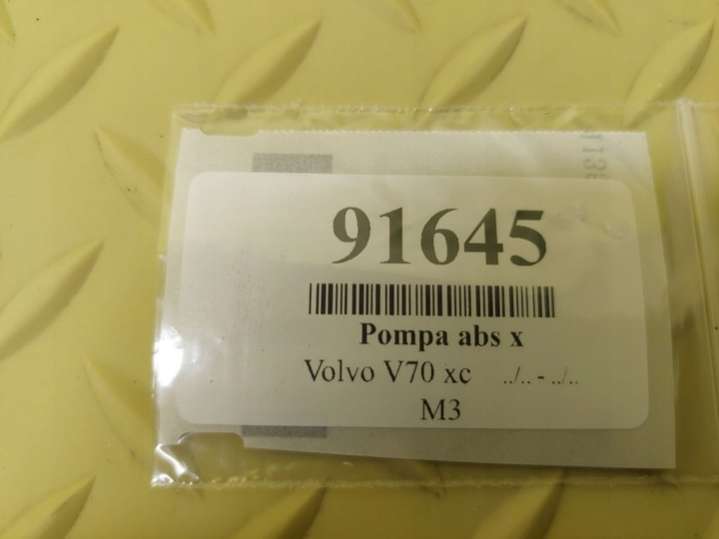 91645
Pompa abs x
Volvo V70 xc ../.. - ../..
M3